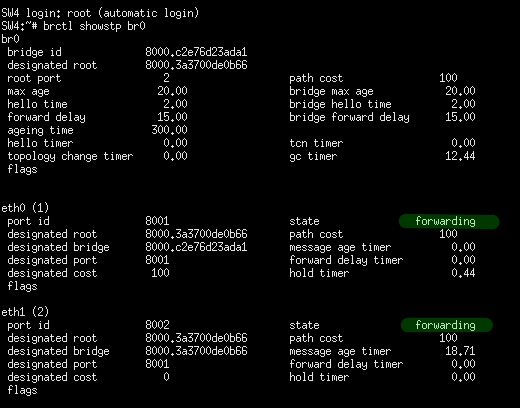 SW4 login: root (automatic login)
SW4:~# brctl showstp br0
br0
bridge id 8000.c2e76d23ada1
designated root 8000.3a3700de0b66
root port 2 path cost 100
max age 20.00 bridge max age 20.00
hello time 2.00 bridge hello time 2.00
forward delay 15.00 bridge forward delay 15.00
ageing time 300.00
hello timer 0.00 tcn timer 0.00
topology change timer 0.00 gc timer 12.44
flags
eth0 (1)
port id 8001 state forwarding
designated root 8000.3a3700de0b66 path cost 100
designated bridge 8000.c2e76d23ada1 message age timer 0.00
designated port 8001 forward delay timer 0.00
designated cost 100 hold timer 0.44
flags
eth1 (2)
port id 8002 state forwarding
designated root 8000.3a3700de0b66 path cost 100
designated bridge 8000.3a3700de0b66 message age timer 18.71
designated port 8001 forward delay timer 0.00
designated cost 0 hold timer 0.00
flags